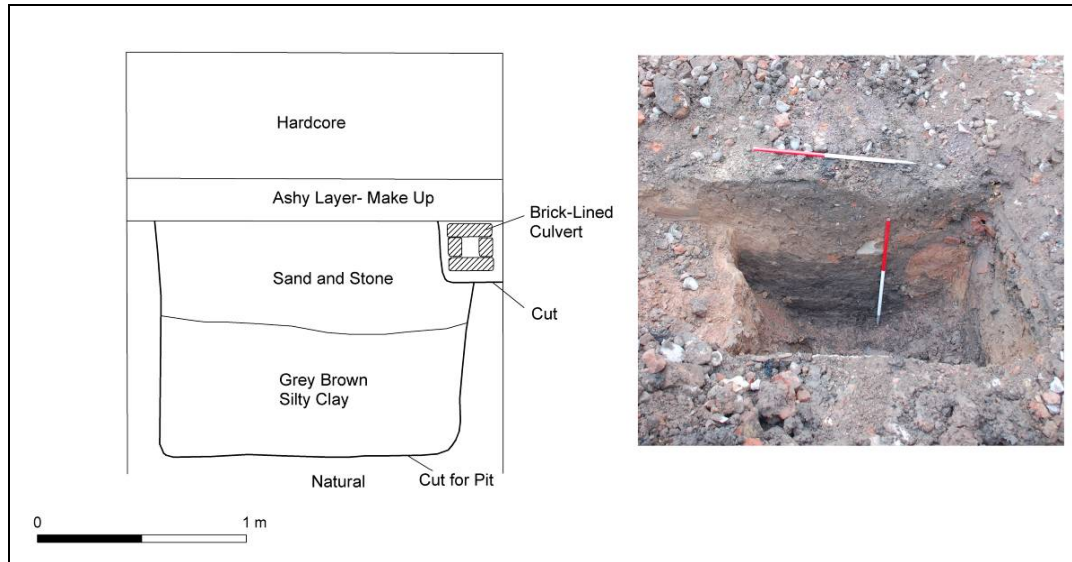 Hardcore
Ashy Layer- Make Up
Brick-Lined
Culvert
Sand and Stone
Cut
Grey Brown
Silty Clay
Natural
Cut for Pit
0
1 m